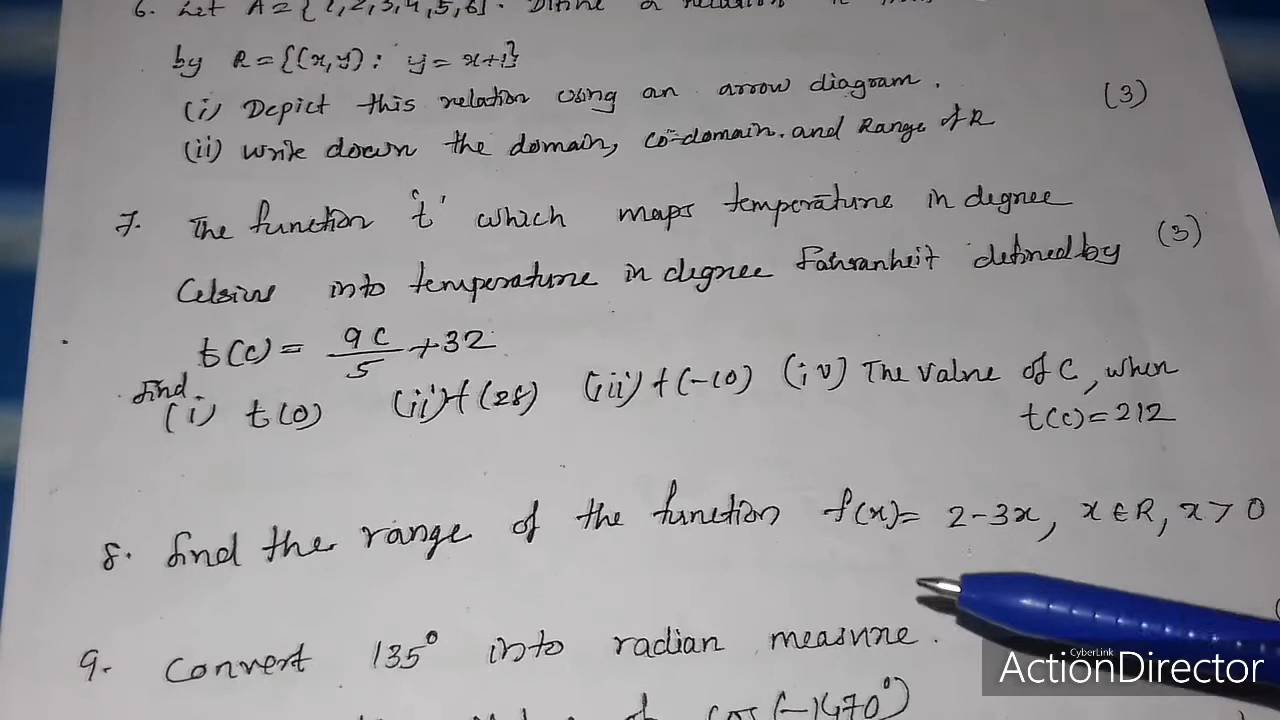 6. Let A = {1,2,3,4,5,6}. Define a relation
by R = {(x,y): y = x+1}
(i) Depict this relation using an arrow diagram.
(3)
(ii) write down the domain, co-domain. and Range of R
7. The function 't' which maps temperature in degree
Celsius into temperature in degree Fahranheit defined by (3)
t(c) = 9c/5 + 32
Find.
(i) t(0) (ii) t(28) (iii) t(-10) (iv) The value of C, when
t(c) = 212
8. find the range of the function f(x) = 2-3x, x ∈ R, x > 0
9. Convert 135° into radian measure.
cos(-1470°)
CyberLink
ActionDirector